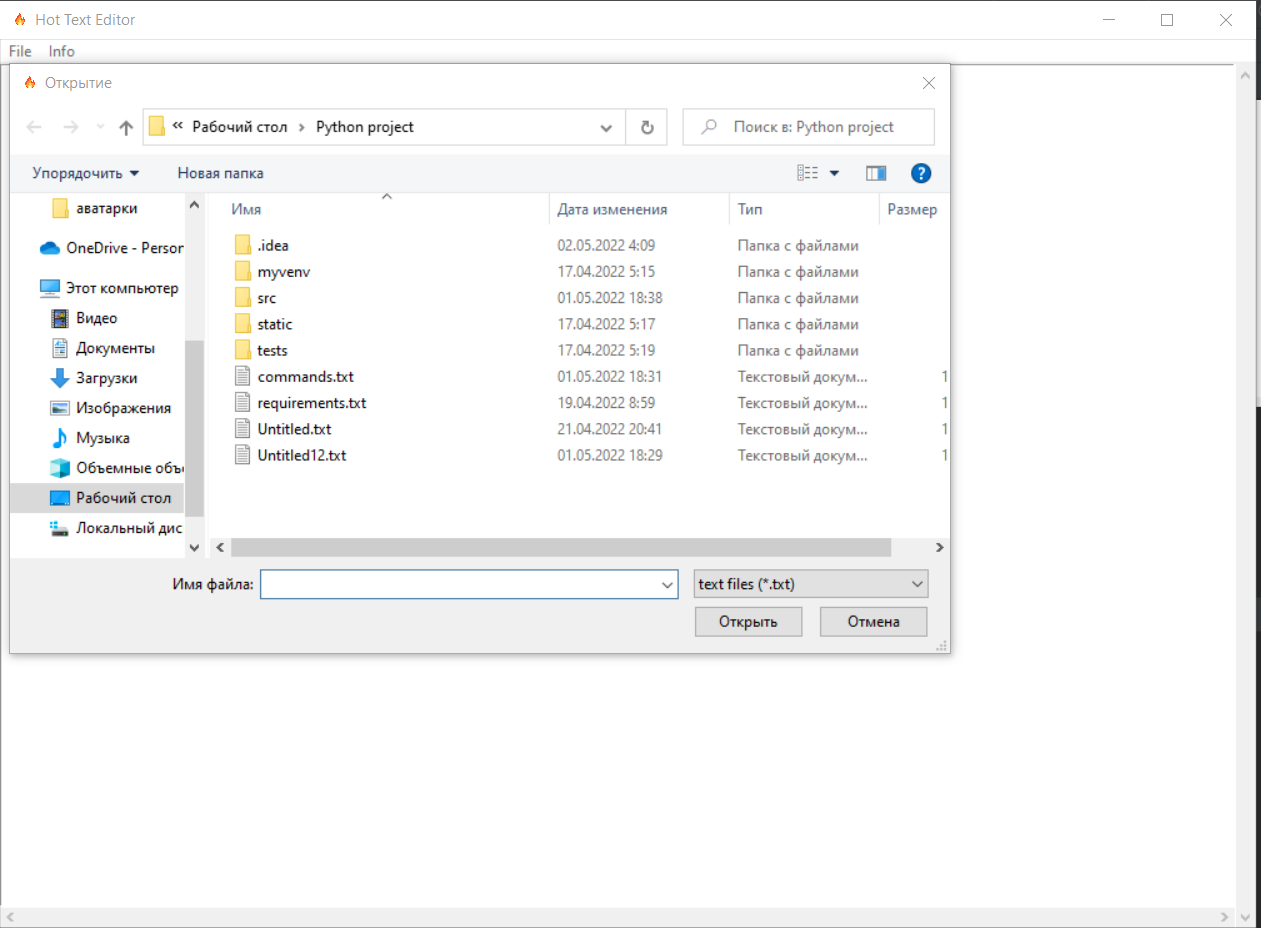 Hot Text Editor
File Info
Открытие
« Рабочий стол › Python project
Поиск в: Python project
Упорядочить Новая папка
аватарки
OneDrive - Person
Этот компьютер
Видео
Документы
Загрузки
Изображения
Музыка
Объемные объ
Рабочий стол
Локальный дис
Имя Дата изменения Тип Размер
.idea 02.05.2022 4:09 Папка с файлами
myvenv 17.04.2022 5:15 Папка с файлами
src 01.05.2022 18:38 Папка с файлами
static 17.04.2022 5:17 Папка с файлами
tests 17.04.2022 5:19 Папка с файлами
commands.txt 01.05.2022 18:31 Текстовый докум... 1
requirements.txt 19.04.2022 8:59 Текстовый докум... 1
Untitled.txt 21.04.2022 20:41 Текстовый докум... 1
Untitled12.txt 01.05.2022 18:29 Текстовый докум... 1
Имя файла: text files (*.txt)
Открыть Отмена